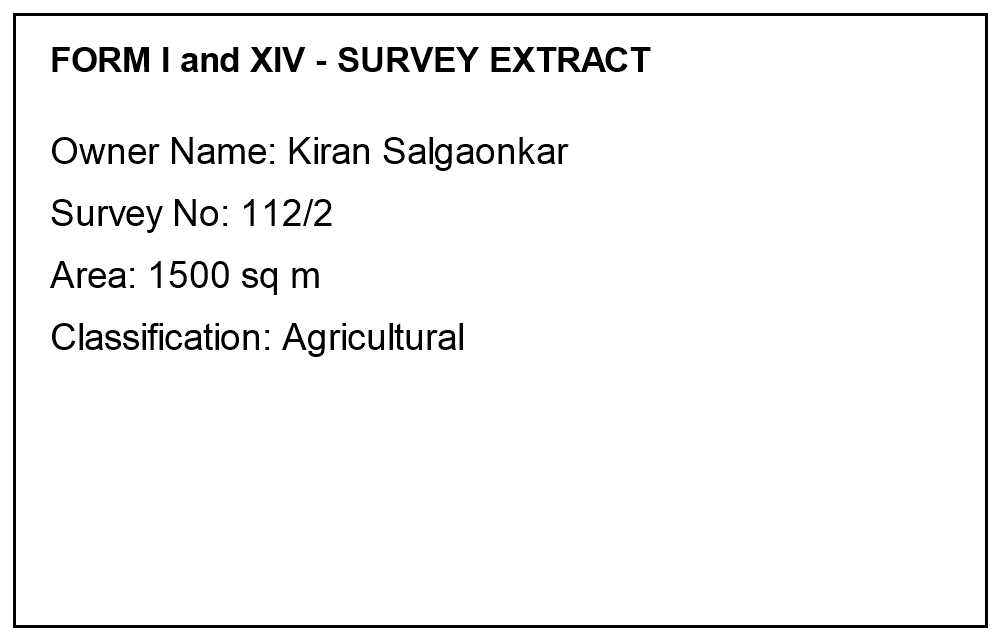 FORM I and XIV - SURVEY EXTRACT
Owner Name: Kiran Salgaonkar
Survey No: 112/2
Area: 1500 sq m
Classification: Agricultural